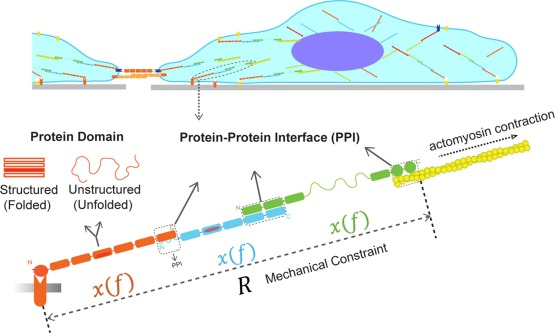 Protein Domain
Protein-Protein Interface (PPI)
actomyosin contraction
Structured
(Folded)
Unstructured
(Unfolded)
N
C
N
C
N
PPI
x(f)
x(f)
x(f)
R
Mechanical Constraint